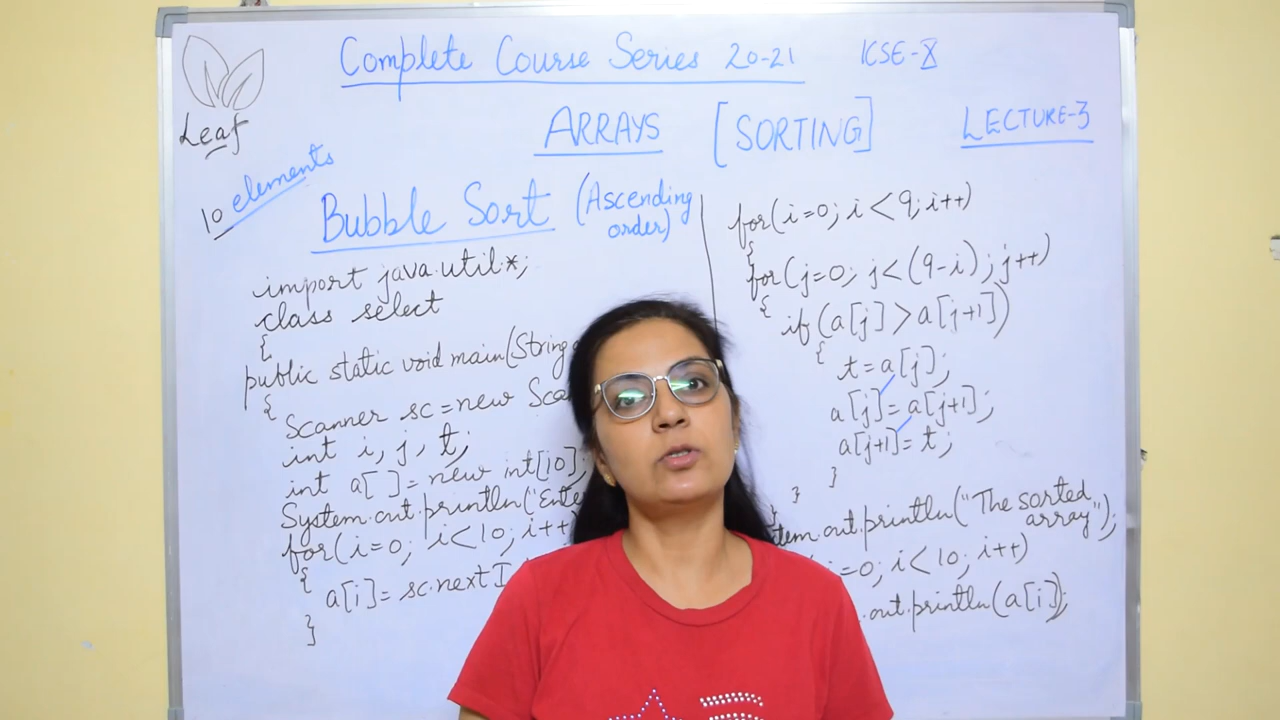 Complete Course Series 20-21 ICSE-X
Leaf
ARRAYS [SORTING] LECTURE-3
10 elements
Bubble Sort (Ascending order)
import java.util.*;
class select
{
public static void main(String
{
Scanner sc=new Sca
int i, j, t;
int a[ ]=new int[10];
System.out.println("Ente
for(i=0; i<10; i++
{
a[i]= sc.nextI
}
for(i=0; i<9; i++)
{
for(j=0; j<(9-i); j++)
{
if(a[j]>a[j+1])
{
t=a[j];
a[j]=a[j+1];
a[j+1]=t;
}
}
}
tem.out.println("The sorted
array");
=0; i<10; i++)
.out.println(a[i]);